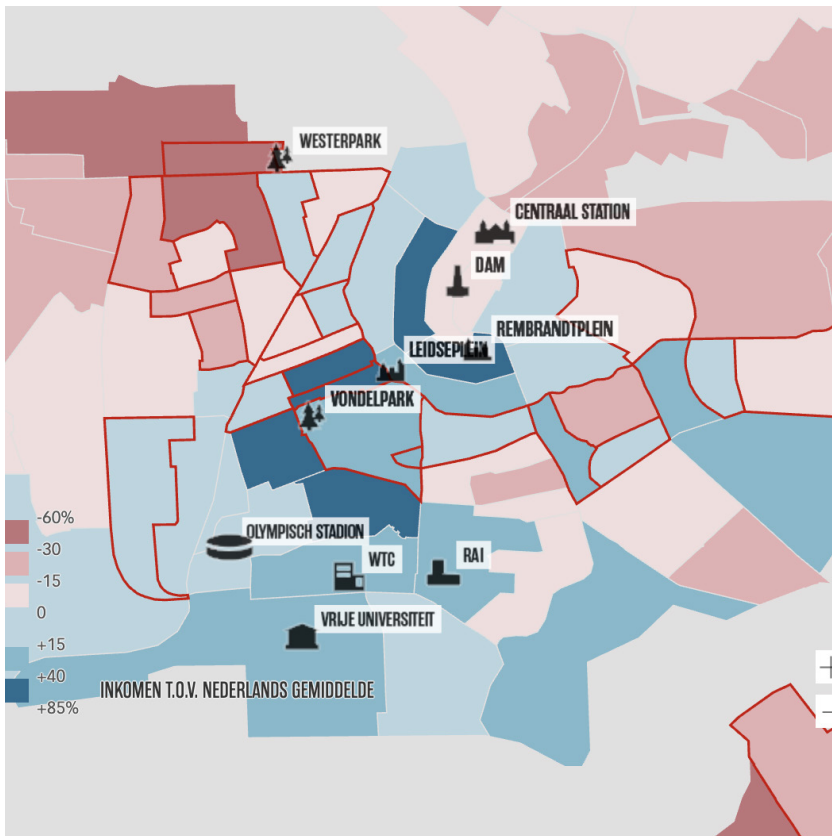 WESTERPARK
CENTRAAL STATION
DAM
REMBRANDTPLEIN
LEIDSEPLEIN
VONDELPARK
OLYMPISCH STADION
WTC
RAI
VRIJE UNIVERSITEIT
-60%
-30
-15
0
+15
+40
+85%
INKOMEN T.O.V. NEDERLANDS GEMIDDELDE
+
-